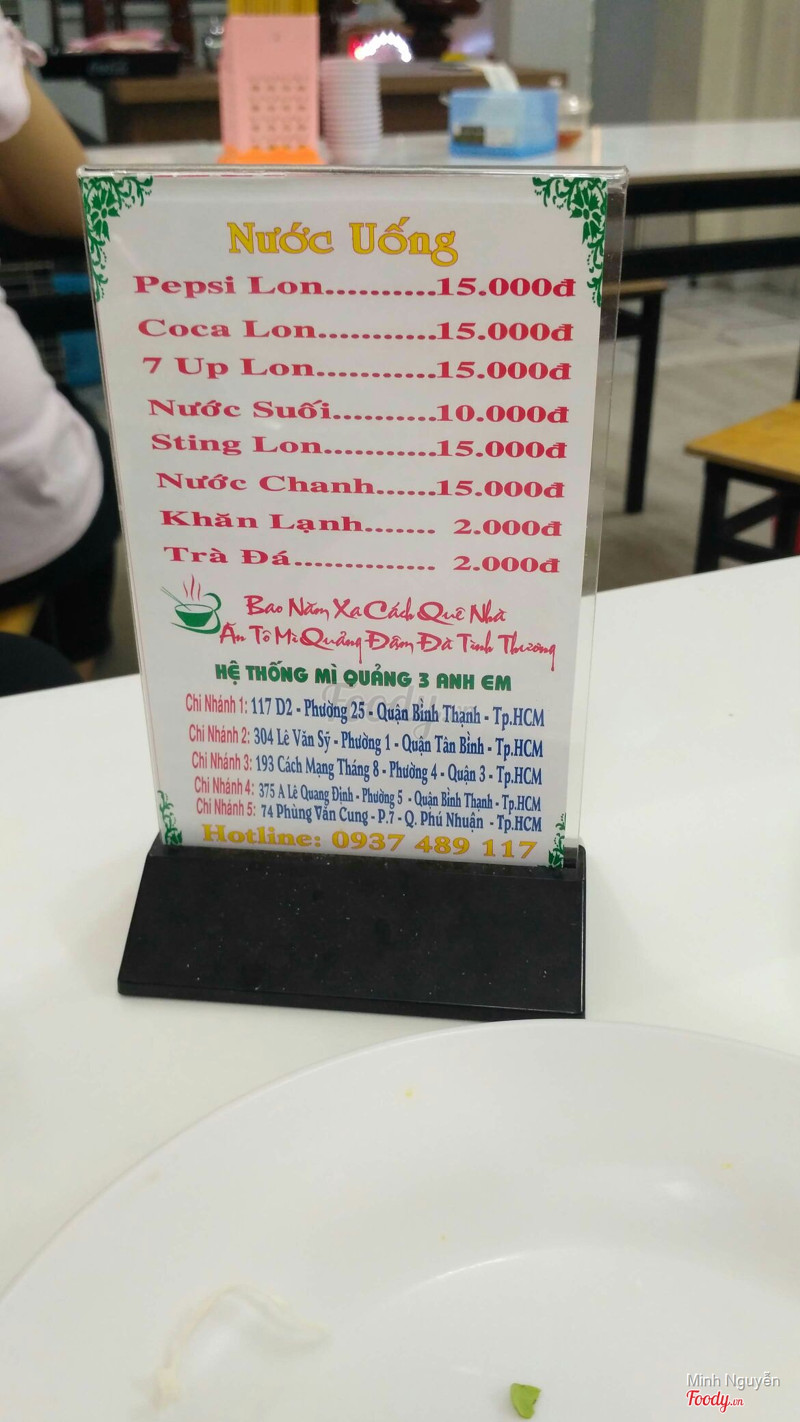 Nước Uống
Pepsi Lon...........15.000đ
Coca Lon...........15.000đ
7 Up Lon...........15.000đ
Nước Suối..........10.000đ
Sting Lon...........15.000đ
Nước Chanh......15.000đ
Khăn Lạnh....... 2.000đ
Trà Đá.............. 2.000đ
Bao Năm Xa Cách Quê Nhà
Ăn Tô Mì Quảng Đậm Đà Tình Thương
HỆ THỐNG MÌ QUẢNG 3 ANH EM
Foody.vn
Chi Nhánh 1: 117 D2 - Phường 25 - Quận Bình Thạnh - Tp.HCM
Chi Nhánh 2: 304 Lê Văn Sỹ - Phường 1 - Quận Tân Bình - Tp.HCM
Chi Nhánh 3: 193 Cách Mạng Tháng 8 - Phường 4 - Quận 3 - Tp.HCM
Chi Nhánh 4: 375 A Lê Quang Định - Phường 5 - Quận Bình Thạnh - Tp.HCM
Chi Nhánh 5: 74 Phùng Văn Cung - P.7 - Q. Phú Nhuận - Tp.HCM
Hotline: 0937 489 117
Minh Nguyễn
Foody.vn